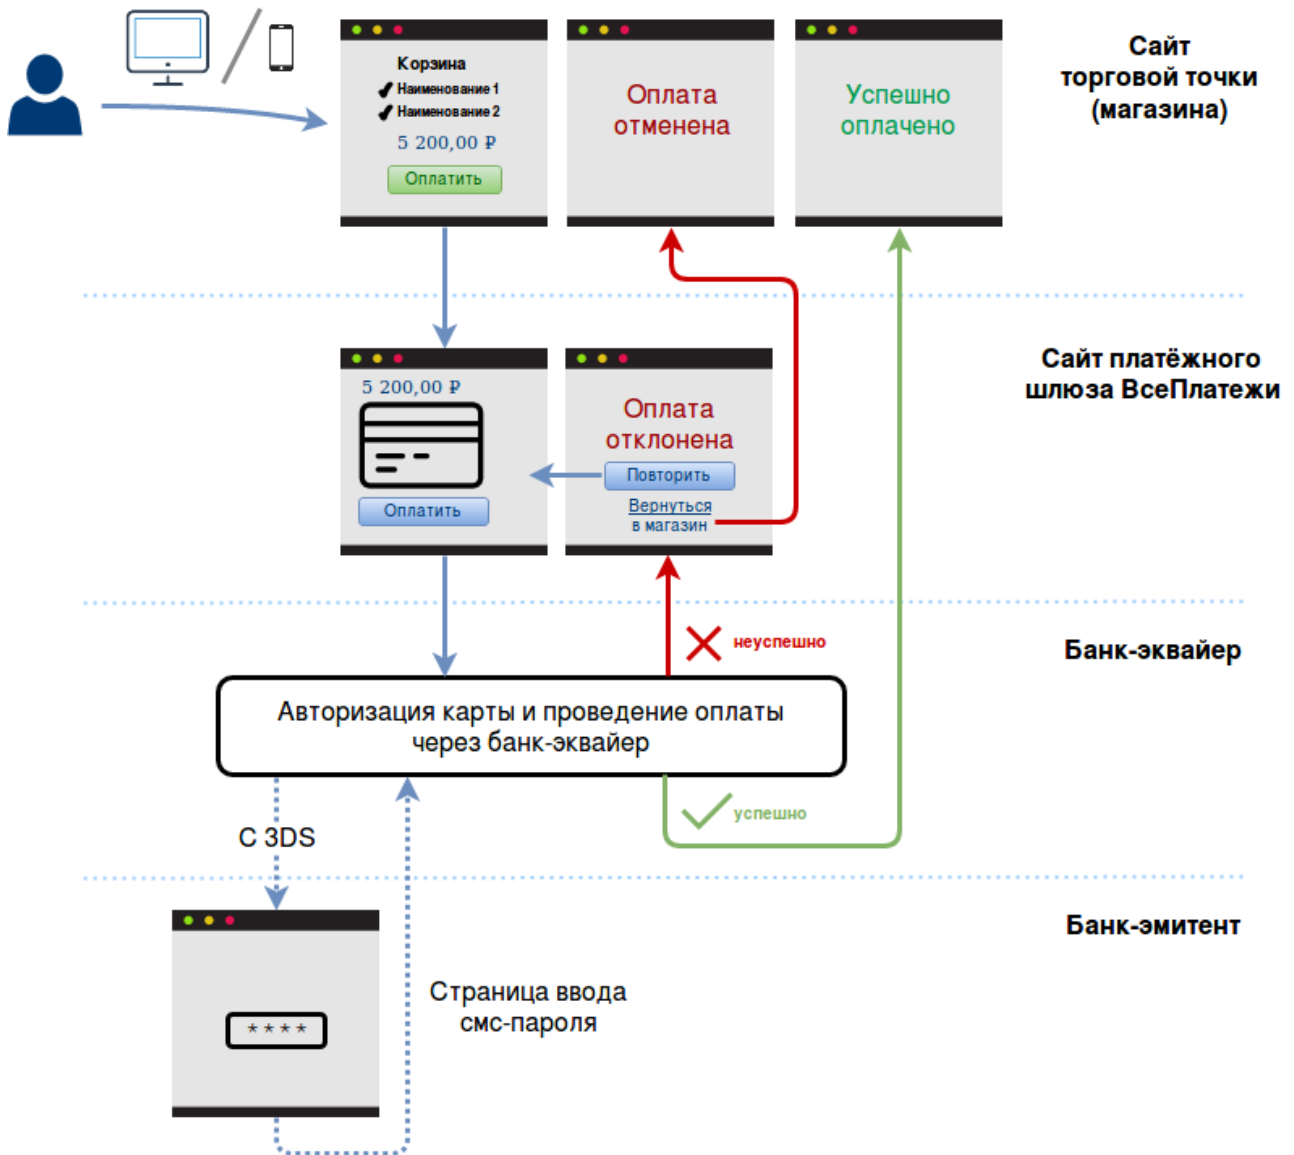 Корзина
Наименование 1
Наименование 2
5 200,00 ₽
Оплатить
Оплата
отменена
Успешно
оплачено
Сайт
торговой точки
(магазина)
5 200,00 ₽
Оплатить
Оплата
отклонена
Повторить
Вернуться
в магазин
Сайт платёжного
шлюза ВсеПлатежи
неуспешно
Банк-эквайер
Авторизация карты и проведение оплаты
через банк-эквайер
успешно
С 3DS
Банк-эмитент
* * * *
Страница ввода
смс-пароля